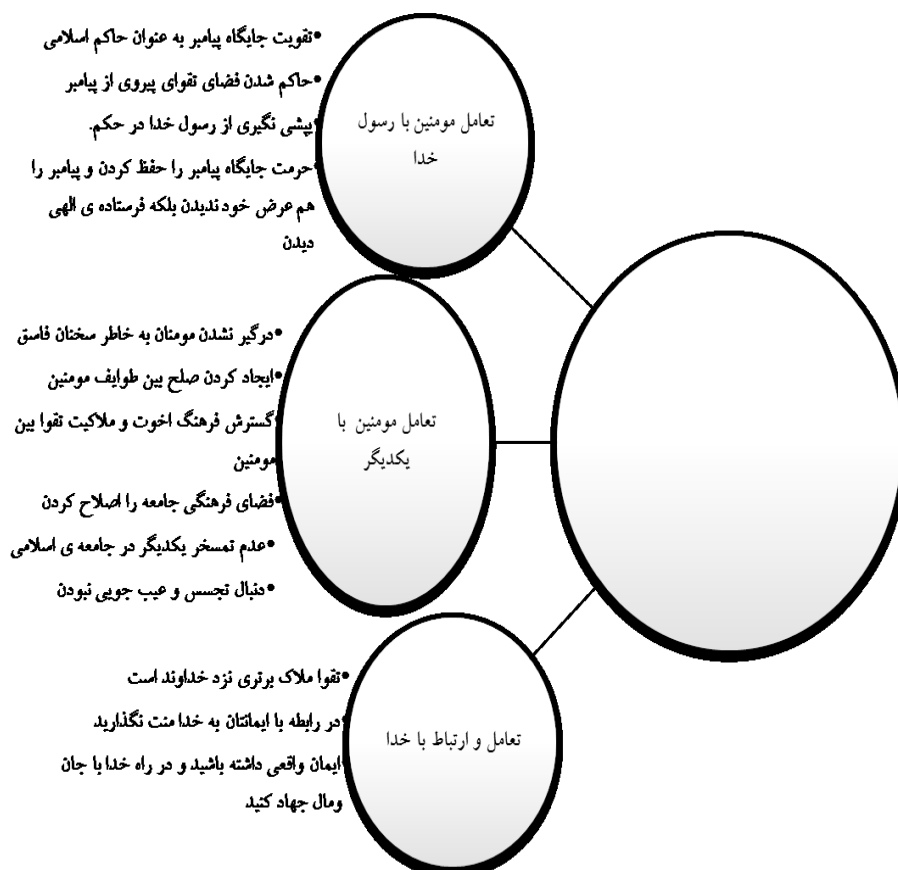 تعامل مومنین با رسول
خدا
•تقویت جایگاه پیامبر به عنوان حاکم اسلامی
•حاکم شدن فضای تقوای پیروی از پیامبر
•پیشی نگیری از رسول خدا در حکم.
•حرمت جایگاه پیامبر را حفظ کردن و پیامبر را
هم عرض خود ندیدن بلکه فرستاده ی الهی
دیدن
تعامل مومنین با
یکدیگر
•درگیر نشدن مومنان به خاطر سخنان فاسق
•ایجاد کردن صلح بین طوایف مومنین
•گسترش فرهنگ اخوت و ملاکیت تقوا بین
مومنین
•فضای فرهنگی جامعه را اصلاح کردن
•عدم تمسخر یکدیگر در جامعه ی اسلامی
•دنبال تجسس و عیب جویی نبودن
تعامل و ارتباط با خدا
•تقوا ملاک برتری نزد خداوند است
•در رابطه با ایمانتان به خدا منت نگذارید
•ایمان واقعی داشته باشید و در راه خدا با جان
ومال جهاد کنید